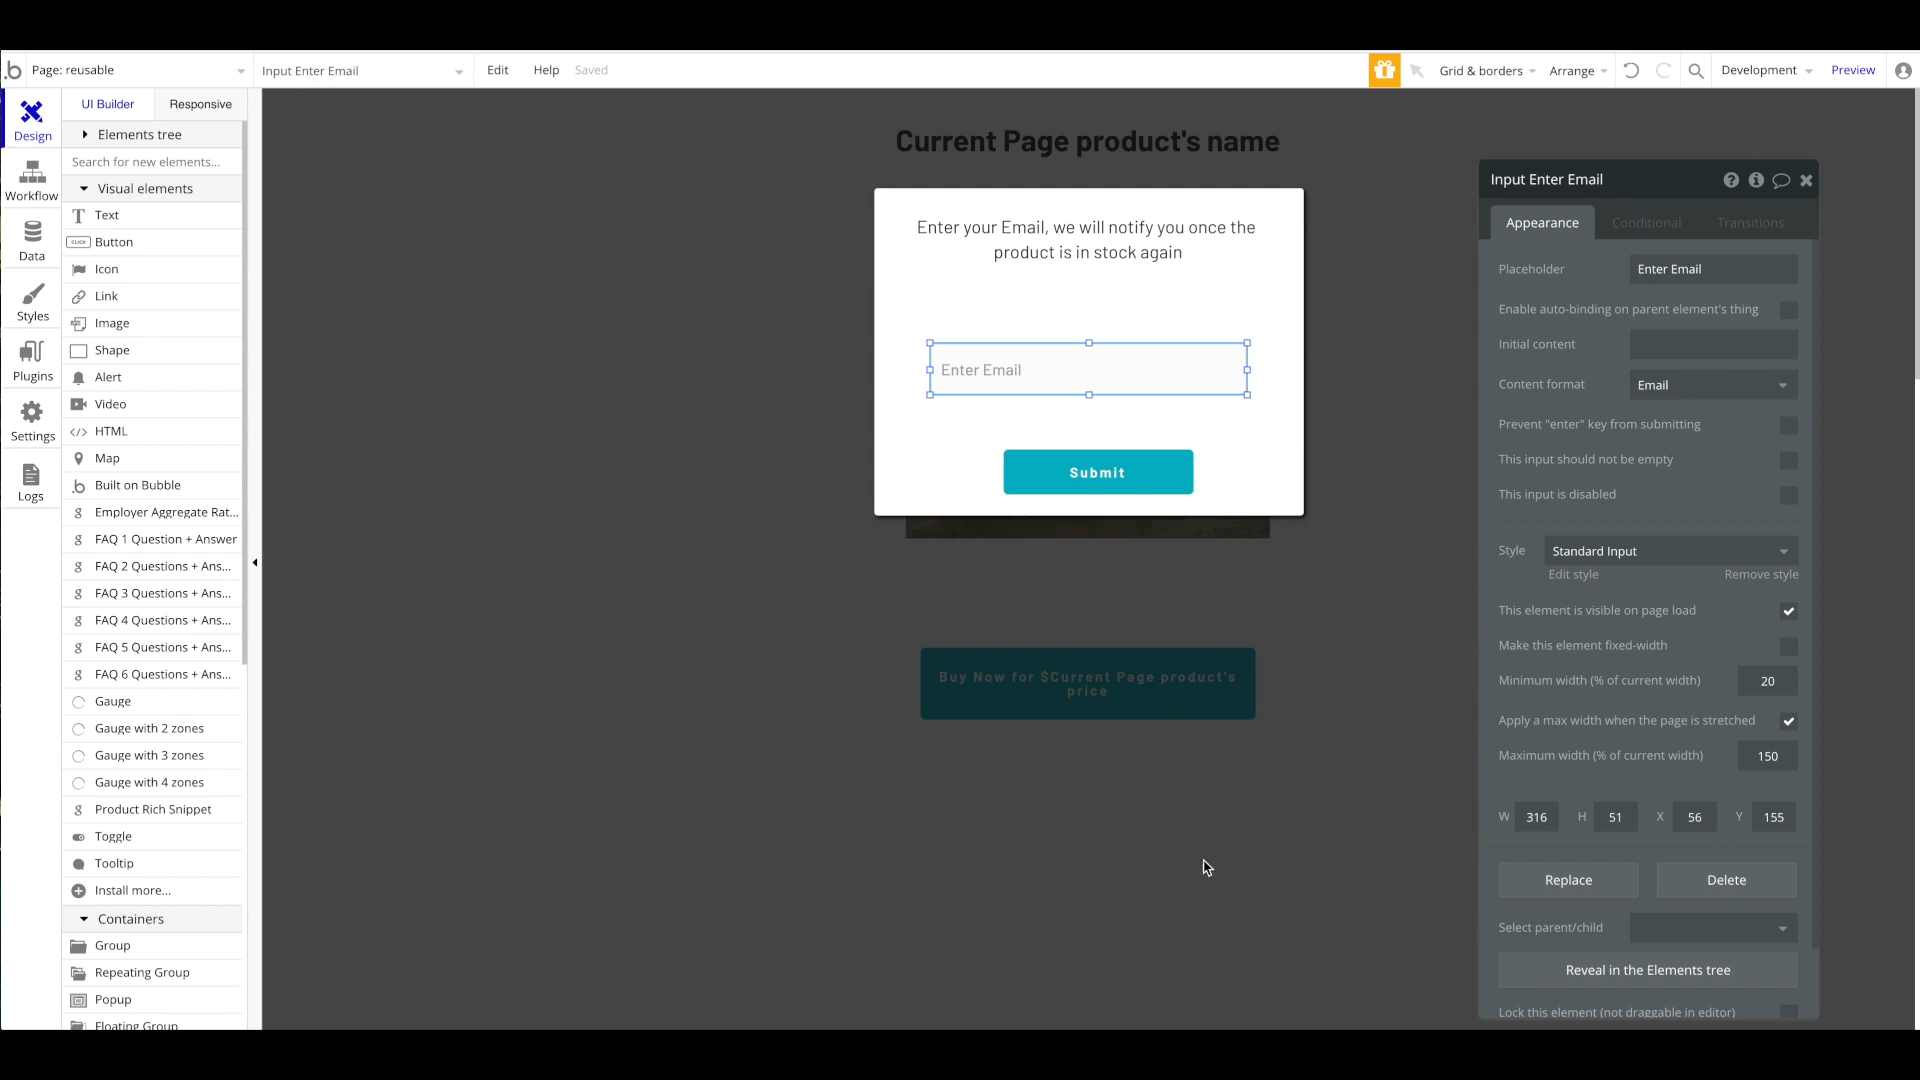 Page: reusable
Input Enter Email
Edit
Help
Saved
Grid & borders
Arrange
Development
Preview
Design
Workflow
Data
Styles
Plugins
Settings
Logs
UI Builder
Responsive
Elements tree
Search for new elements...
Visual elements
Text
CLICK
Button
Icon
Link
Image
Shape
Alert
Video
HTML
Map
Built on Bubble
Employer Aggregate Rat...
FAQ 1 Question + Answer
FAQ 2 Questions + Ans...
FAQ 3 Questions + Ans...
FAQ 4 Questions + Ans...
FAQ 5 Questions + Ans...
FAQ 6 Questions + Ans...
Gauge
Gauge with 2 zones
Gauge with 3 zones
Gauge with 4 zones
Product Rich Snippet
Toggle
Tooltip
Install more...
Containers
Group
Repeating Group
Popup
Floating Group
Current Page product's name
Enter your Email, we will notify you once the
product is in stock again
Enter Email
Submit
Buy Now for $Current Page product's
price
Input Enter Email
Appearance
Conditional
Transitions
Placeholder
Enter Email
Enable auto-binding on parent element's thing
Initial content
Content format
Email
Prevent "enter" key from submitting
This input should not be empty
This input is disabled
Style
Standard Input
Edit style
Remove style
This element is visible on page load
Make this element fixed-width
Minimum width (% of current width)
20
Apply a max width when the page is stretched
Maximum width (% of current width)
150
W
316
H
51
X
56
Y
155
Replace
Delete
Select parent/child
Reveal in the Elements tree
Lock this element (not draggable in editor)